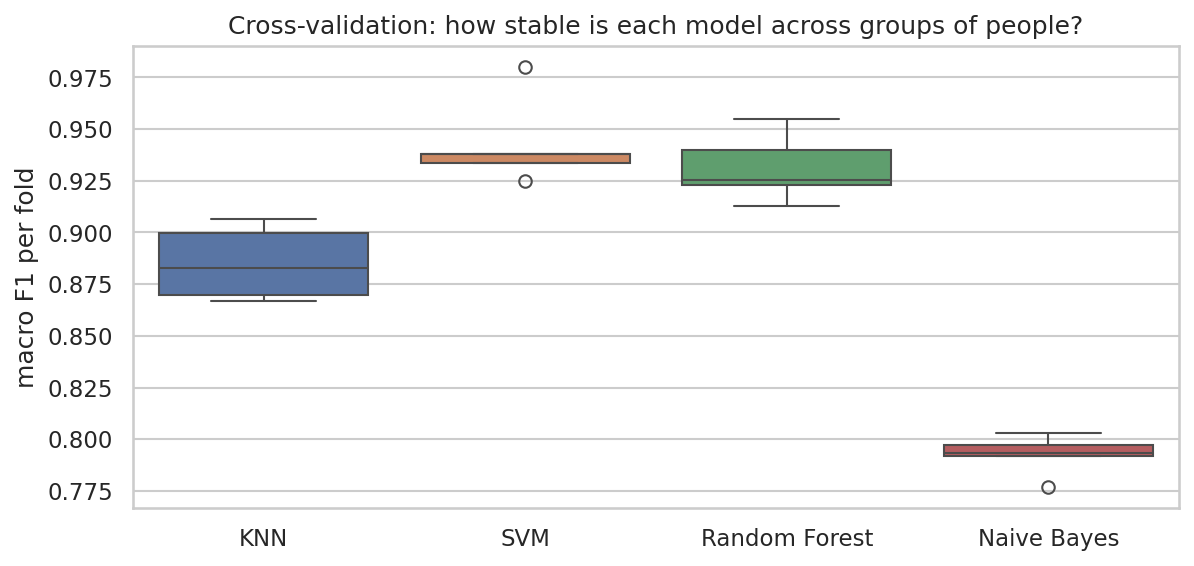 Cross-validation: how stable is each model across groups of people?
macro F1 per fold
0.975
0.950
0.925
0.900
0.875
0.850
0.825
0.800
0.775
KNN
SVM
Random Forest
Naive Bayes